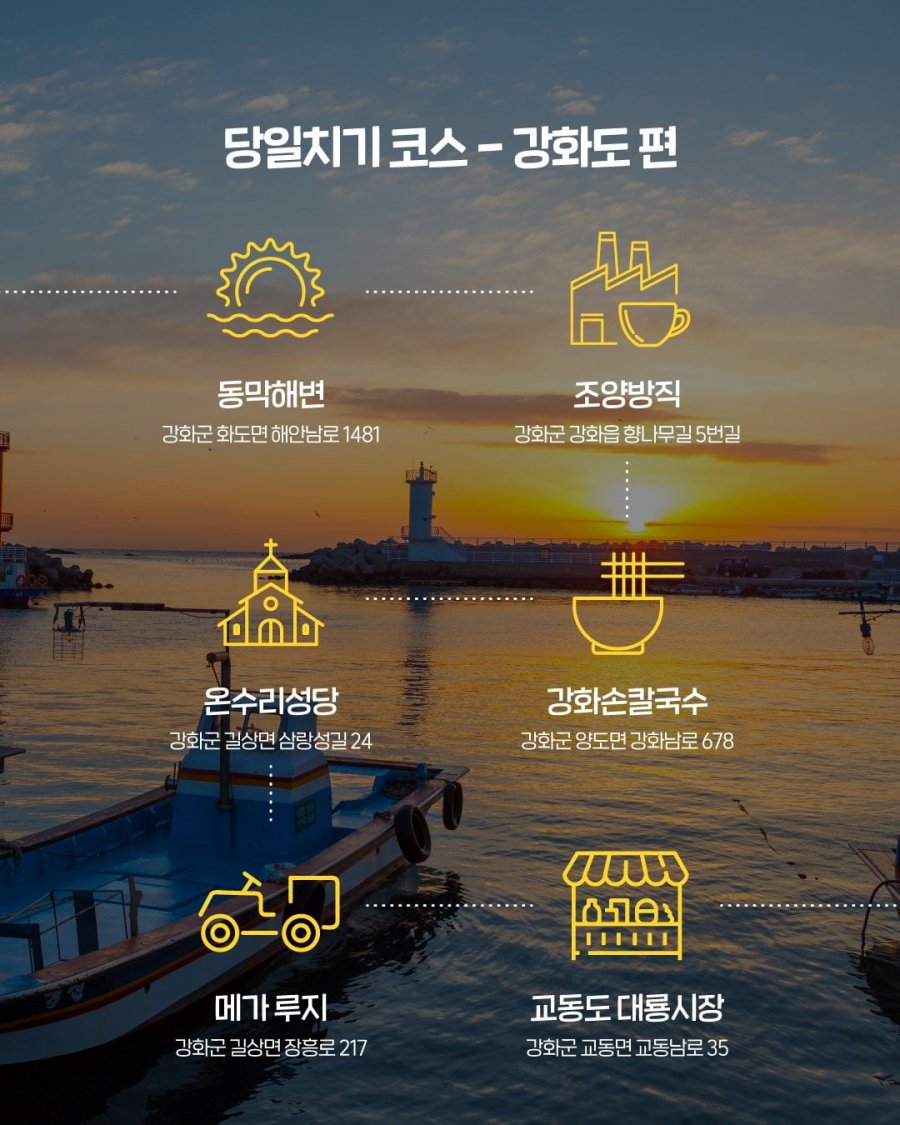 당일치기 코스 - 강화도 편
동막해변
강화군 화도면 해안남로 1481
조양방직
강화군 강화읍 향나무길 5번길
강화손칼국수
강화군 양도면 강화남로 678
온수리성당
강화군 길상면 삼랑성길 24
메가 루지
강화군 길상면 장흥로 217
교동도 대룡시장
강화군 교동면 교동남로 35